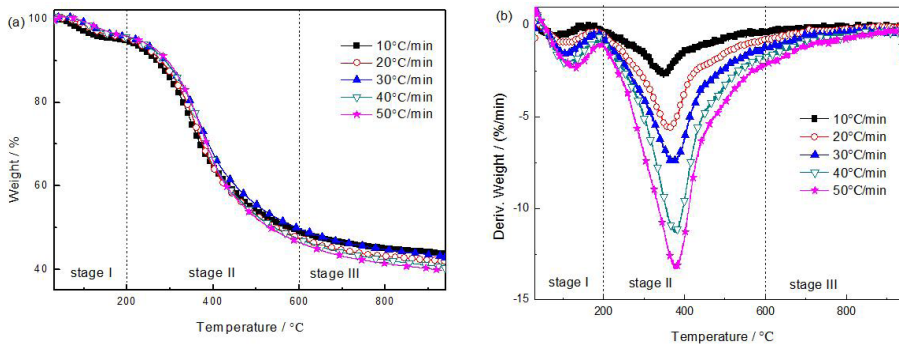 (a)
100
80
60
40
Weight / %
10°C/min
20°C/min
30°C/min
40°C/min
50°C/min
stage I
stage II
stage III
0
200
400
600
800
Temperature / °C
(b)
0
-5
-10
-15
Deriv. Weight / (%/min)
10°C/min
20°C/min
30°C/min
40°C/min
50°C/min
stage I
stage II
stage III
200
400
600
800
Temperature / °C